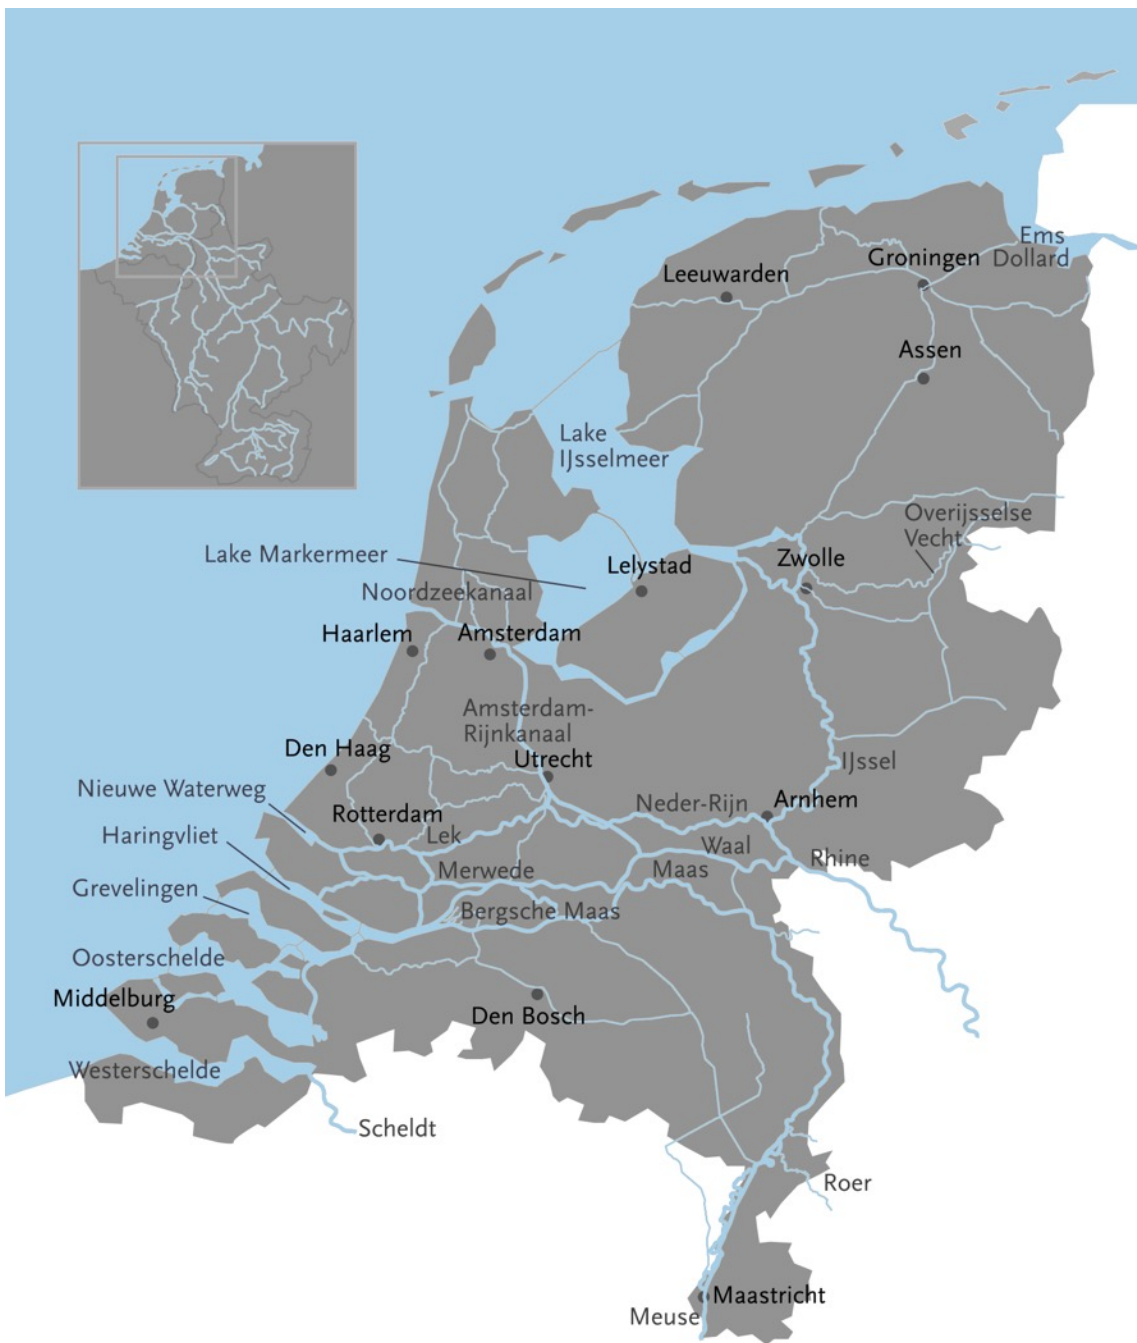 Ems
Dollard
Groningen
Leeuwarden
Assen
Lake
IJsselmeer
Overijsselse
Vecht
Lake Markermeer
Lelystad
Zwolle
Noordzeekanaal
Haarlem
Amsterdam
Amsterdam-
Rijnkanaal
Den Haag
Utrecht
IJssel
Nieuwe Waterweg
Neder-Rijn
Arnhem
Rotterdam
Haringvliet
Lek
Waal
Rhine
Merwede
Maas
Grevelingen
Bergsche Maas
Oosterschelde
Middelburg
Den Bosch
Westerschelde
Scheldt
Roer
Maastricht
Meuse